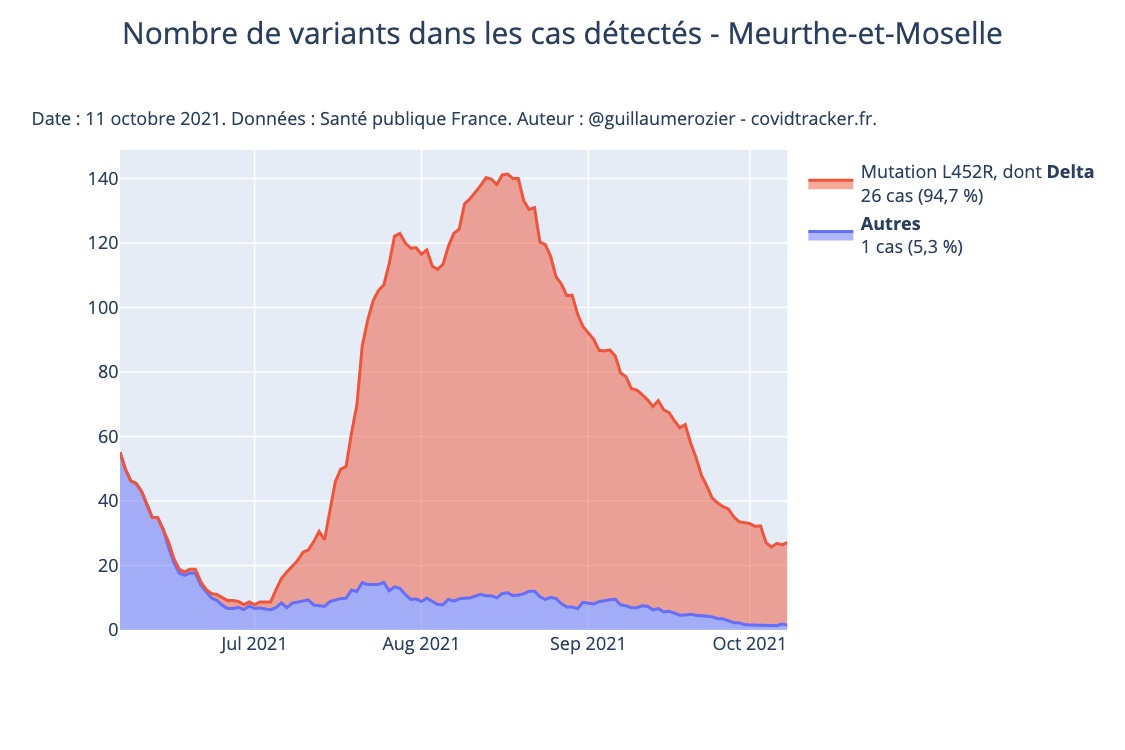 Nombre de variants dans les cas détectés - Meurthe-et-Moselle
Date : 11 octobre 2021. Données : Santé publique France. Auteur : @guillaumerozier - covidtracker.fr.
Mutation L452R, dont Delta
26 cas (94,7 %)
Autres
1 cas (5,3 %)
140
120
100
80
60
40
20
0
Jul 2021 Aug 2021 Sep 2021 Oct 2021